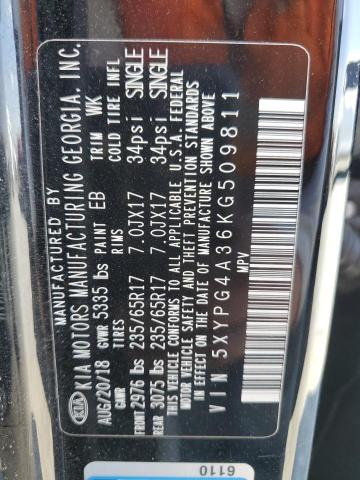 MANUFACTURED BY
KIA KIA MOTORS MANUFACTURING GEORGIA, INC.
AUG/20/18 GVWR 5335 lbs PAINT EB TRIM WK
GAWR TIRES RIMS COLD TIRE INFL
FRONT 2976 lbs 235/65R17 7.0JX17 34psi SINGLE
REAR 3075 lbs 235/65R17 7.0JX17 34psi SINGLE
THIS VEHICLE CONFORMS TO ALL APPLICABLE U.S.A. FEDERAL
MOTOR VEHICLE SAFETY AND THEFT PREVENTION STANDARDS
IN EFFECT ON THE DATE OF MANUFACTURE SHOWN ABOVE.
VIN 5XYPG4A36KG509811
MPV
6110